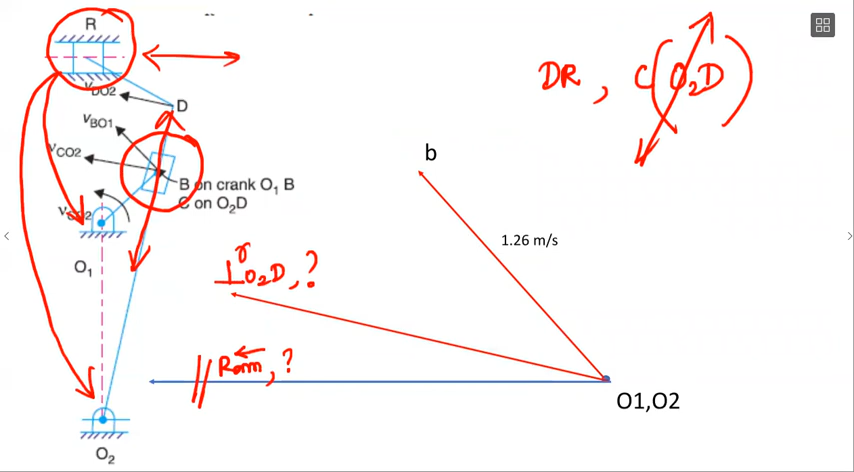 R
DR, C(O₂D)
vDO2
D
vBO1
b
vCO2
B on crank O1 B
C on O2D
1.26 m/s
O1
⊥r O₂D, ?
// Ram, ?
O1,O2
O2